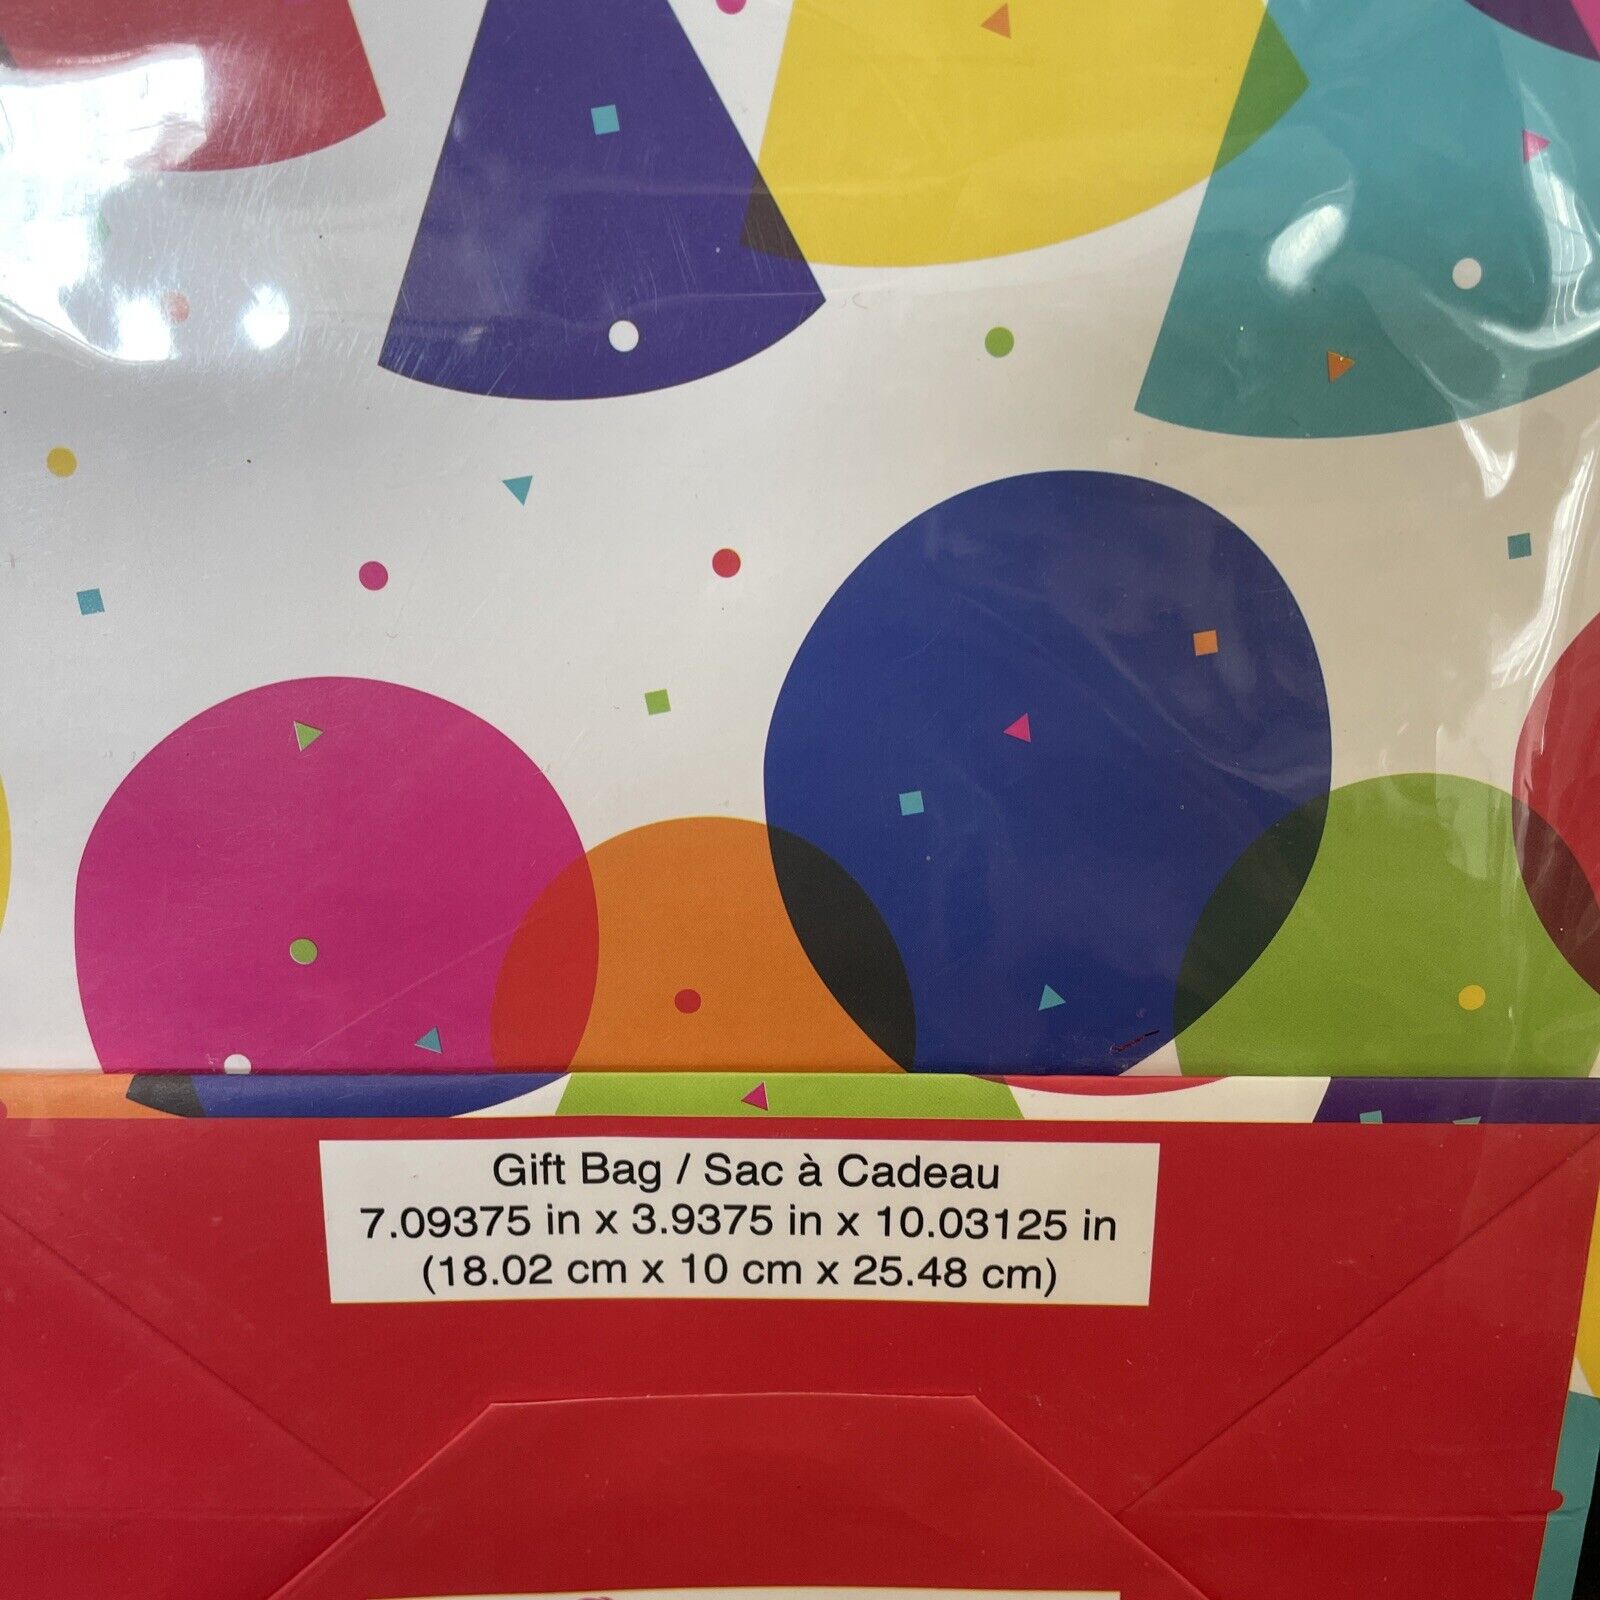 Gift Bag / Sac à Cadeau
7.09375 in x 3.9375 in x 10.03125 in
(18.02 cm x 10 cm x 25.48 cm)